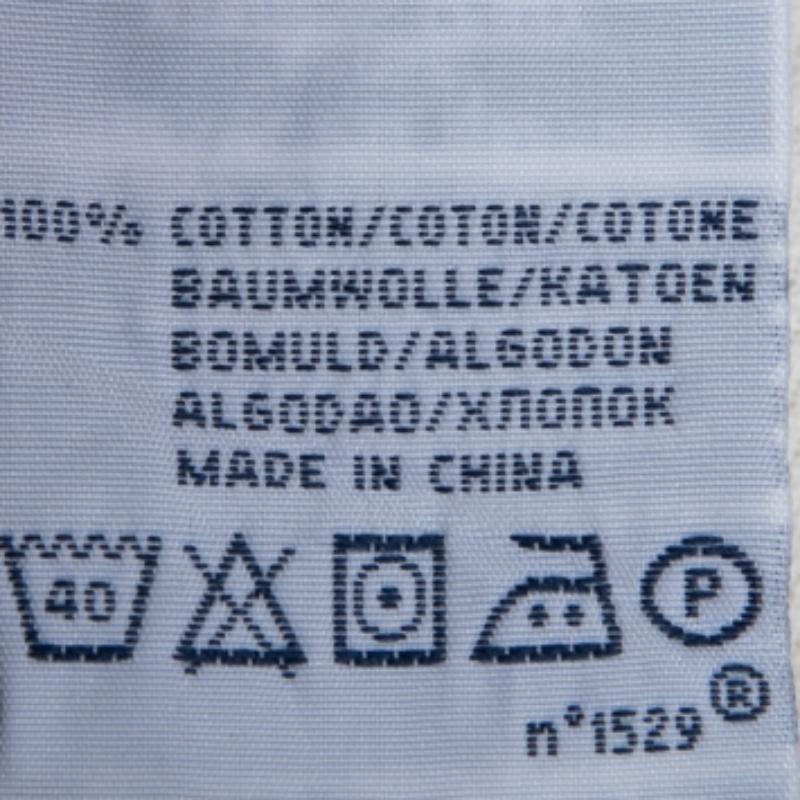 100% COTTON/COTON/COTONE
BAUMWOLLE/KATOEN
BOMULD/ALGODON
ALGODAO/ХЛОПОК
MADE IN CHINA
40
P
n°1529®